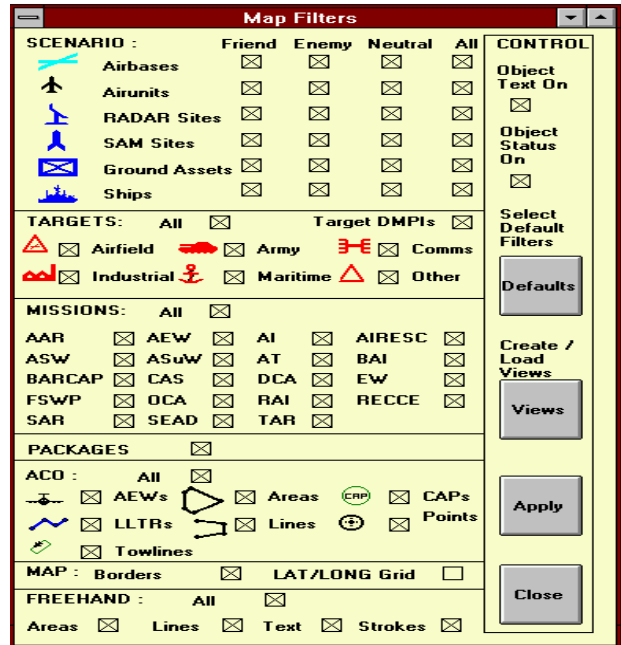 Map Filters
SCENARIO : Friend Enemy Neutral All
Airbases
Airunits
RADAR Sites
SAM Sites
Ground Assets
Ships
TARGETS: All Target DMPIs
Airfield Army Comms
Industrial Maritime Other
MISSIONS: All
AAR AEW AI AIRESC
ASW ASuW AT BAI
BARCAP CAS DCA EW
FSWP OCA RAI RECCE
SAR SEAD TAR
PACKAGES
ACO : All
AEWs Areas CAP CAPs
LLTRs Lines Points
Towlines
MAP : Borders LAT/LONG Grid
FREEHAND : All
Areas Lines Text Strokes
CONTROL
Object
Text On
Object
Status
On
Select
Default
Filters
Defaults
Create /
Load
Views
Views
Apply
Close